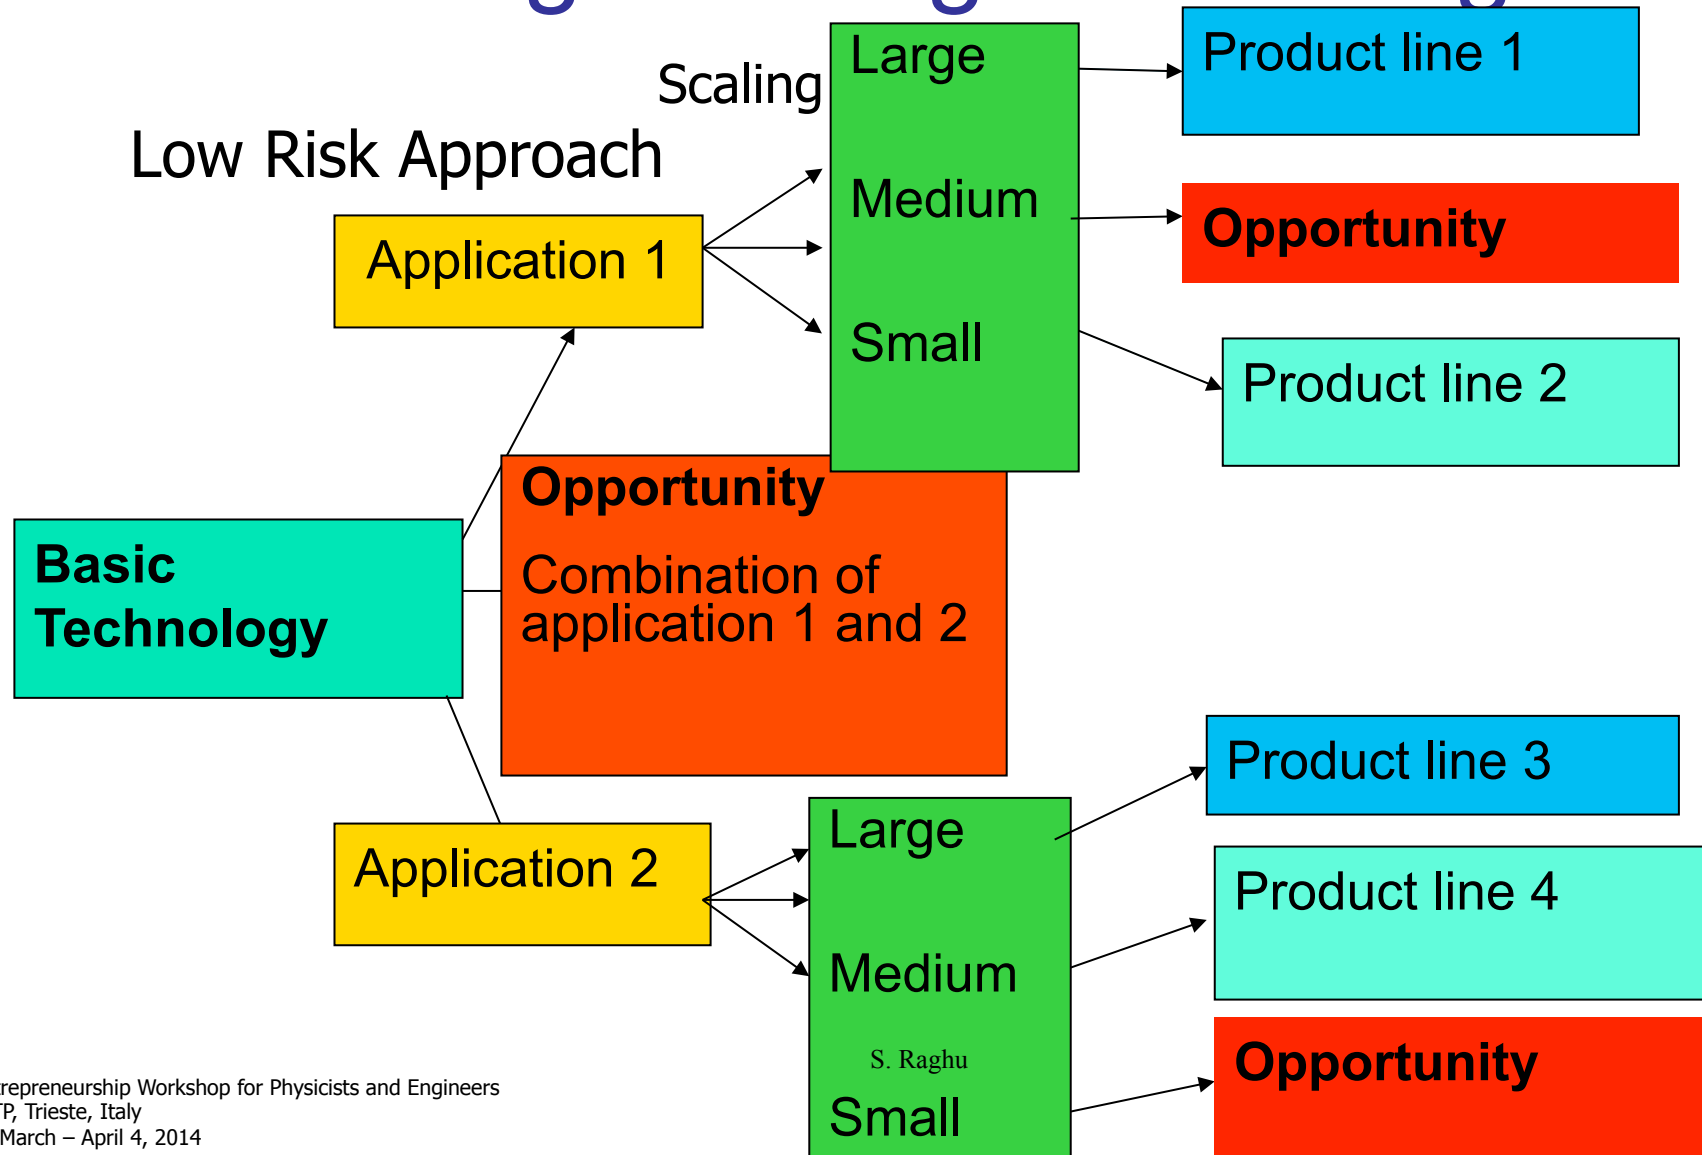 Scaling
Low Risk Approach
Large
Medium
Small
Product line 1
Opportunity
Product line 2
Application 1
Opportunity
Combination of
application 1 and 2
Basic
Technology
Application 2
Large
Medium
S. Raghu
Small
Product line 3
Product line 4
Opportunity
trepreneurship Workshop for Physicists and Engineers
TP, Trieste, Italy
March – April 4, 2014